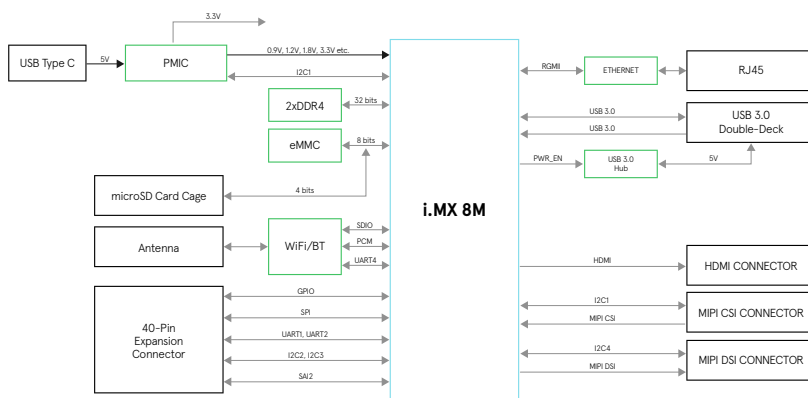 3.3V
USB Type C
5V
PMIC
0.9V, 1.2V, 1.8V, 3.3V etc.
I2C1
2xDDR4
32 bits
eMMC
8 bits
microSD Card Cage
4 bits
Antenna
WiFi/BT
SDIO
PCM
UART4
40-Pin
Expansion
Connector
GPIO
SPI
UART1, UART2
I2C2, I2C3
SAI2
i.MX 8M
RGMII
ETHERNET
RJ45
USB 3.0
USB 3.0
USB 3.0
Double-Deck
PWR_EN
USB 3.0
Hub
5V
HDMI
HDMI CONNECTOR
I2C1
MIPI CSI
MIPI CSI CONNECTOR
I2C4
MIPI DSI
MIPI DSI CONNECTOR